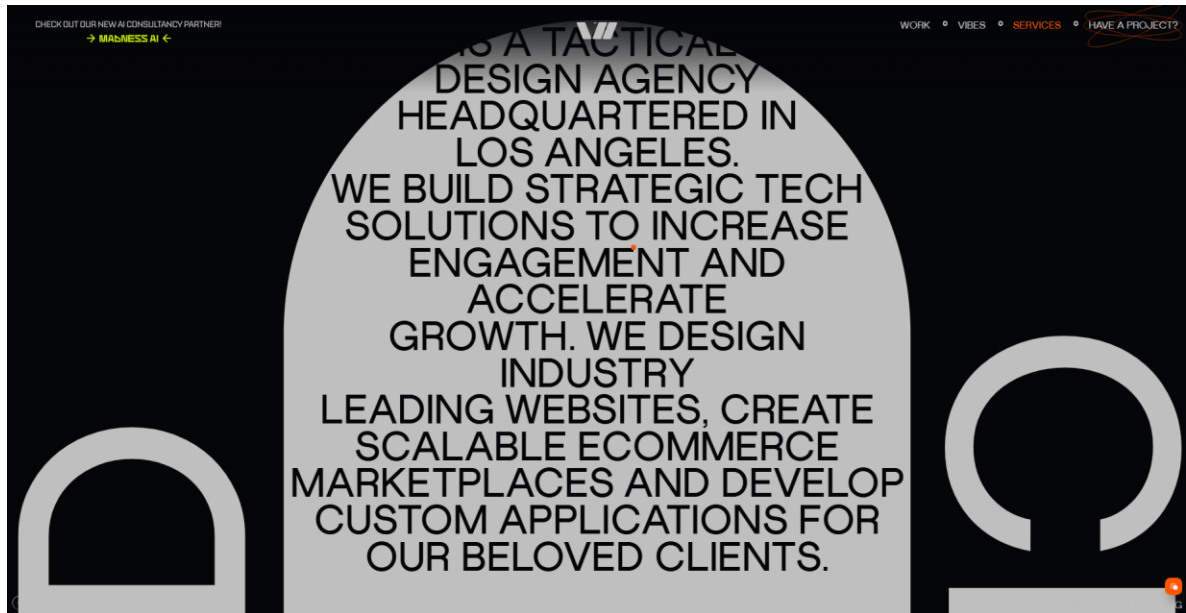 CHECK OUT OUR NEW AI CONSULTANCY PARTNER!
→ MADNESS AI ←
WORK
VIBES
SERVICES
HAVE A PROJECT?
IS A TACTICAL
DESIGN AGENCY
HEADQUARTERED IN
LOS ANGELES.
WE BUILD STRATEGIC TECH
SOLUTIONS TO INCREASE
ENGAGEMENT AND
ACCELERATE
GROWTH. WE DESIGN
INDUSTRY
LEADING WEBSITES, CREATE
SCALABLE ECOMMERCE
MARKETPLACES AND DEVELOP
CUSTOM APPLICATIONS FOR
OUR BELOVED CLIENTS.
D
C